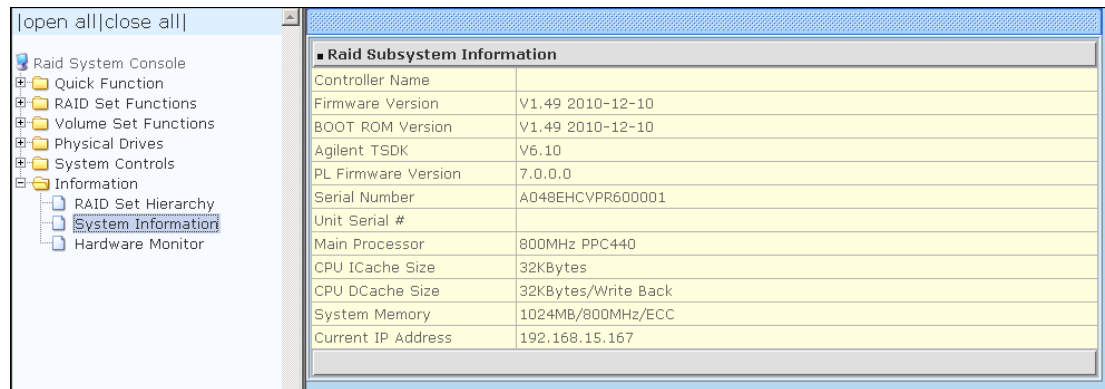 |open all|close all|
Raid System Console
Quick Function
RAID Set Functions
Volume Set Functions
Physical Drives
System Controls
Information
RAID Set Hierarchy
System Information
Hardware Monitor
Raid Subsystem Information
Controller Name
Firmware Version V1.49 2010-12-10
BOOT ROM Version V1.49 2010-12-10
Agilent TSDK V6.10
PL Firmware Version 7.0.0.0
Serial Number A048EHCVPR600001
Unit Serial #
Main Processor 800MHz PPC440
CPU ICache Size 32KBytes
CPU DCache Size 32KBytes/Write Back
System Memory 1024MB/800MHz/ECC
Current IP Address 192.168.15.167